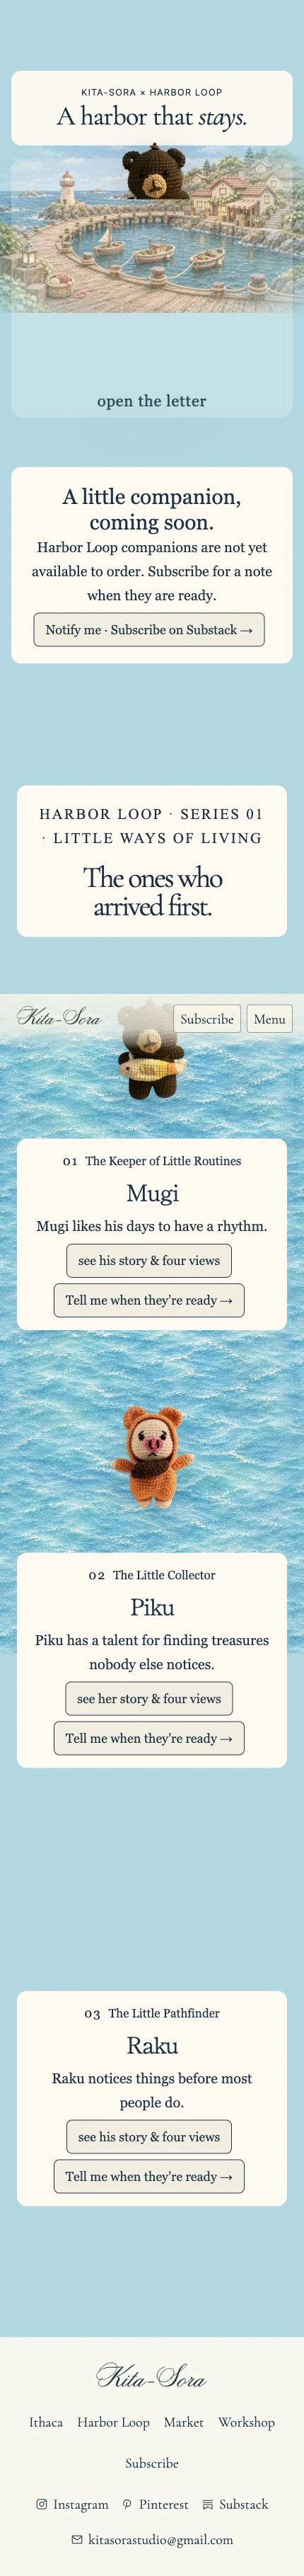 KITA-SORA × HARBOR LOOP
A harbor that stays.
open the letter
A little companion,
coming soon.
Harbor Loop companions are not yet
available to order. Subscribe for a note
when they are ready.
Notify me · Subscribe on Substack →
HARBOR LOOP · SERIES 01
· LITTLE WAYS OF LIVING
The ones who
arrived first.
Kita-Sora
Subscribe
Menu
01 The Keeper of Little Routines
Mugi
Mugi likes his days to have a rhythm.
see his story & four views
Tell me when they’re ready →
02 The Little Collector
Piku
Piku has a talent for finding treasures
nobody else notices.
see her story & four views
Tell me when they’re ready →
03 The Little Pathfinder
Raku
Raku notices things before most
people do.
see his story & four views
Tell me when they’re ready →
Kita-Sora
Ithaca Harbor Loop Market Workshop
Subscribe
Instagram Pinterest Substack
kitasorastudio@gmail.com